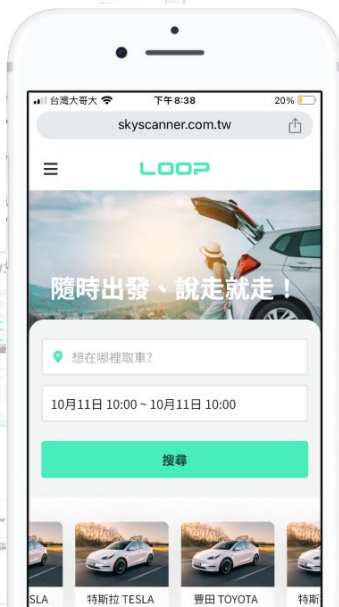 台灣大哥大 下午 8:38 20%
skyscanner.com.tw
LOOP
隨時出發、說走就走！
想在哪裡取車?
10月11日 10:00 ~ 10月11日 10:00
搜尋
SLA 特斯拉 TESLA 豐田 TOYOTA 特斯